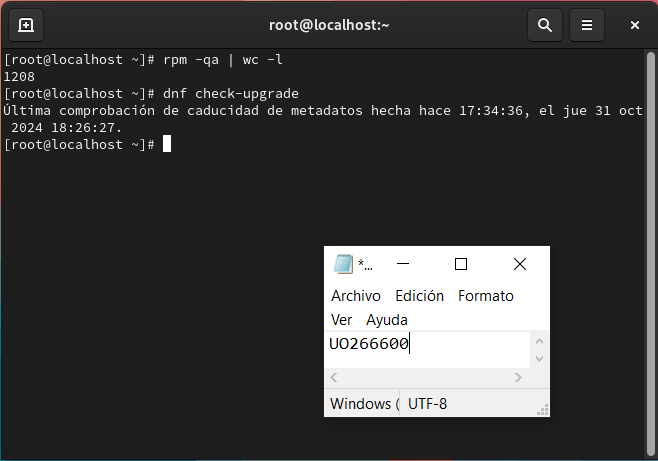 root@localhost:~
[root@localhost ~]# rpm -qa | wc -l
1208
[root@localhost ~]# dnf check-upgrade
Última comprobación de caducidad de metadatos hecha hace 17:34:36, el jue 31 oct
 2024 18:26:27.
[root@localhost ~]#
*...
Archivo Edición Formato
Ver Ayuda
UO266600
Windows ( UTF-8